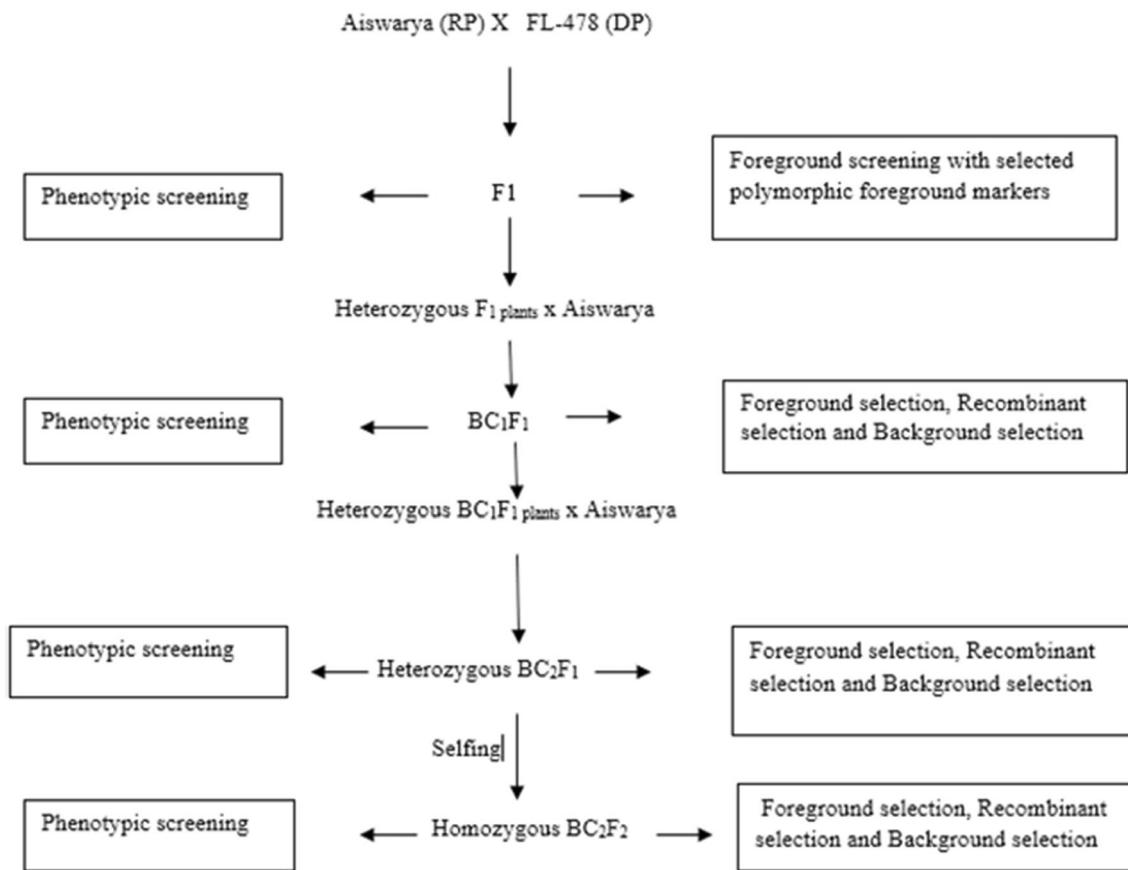 Aiswarya (RP) X FL-478 (DP)
Phenotypic screening
F1
Foreground screening with selected
polymorphic foreground markers
Heterozygous F₁ plants x Aiswarya
Phenotypic screening
BC₁F₁
Foreground selection, Recombinant
selection and Background selection
Heterozygous BC₁F₁ plants x Aiswarya
Phenotypic screening
Heterozygous BC₂F₁
Foreground selection, Recombinant
selection and Background selection
Selfing
Phenotypic screening
Homozygous BC₂F₂
Foreground selection, Recombinant
selection and Background selection